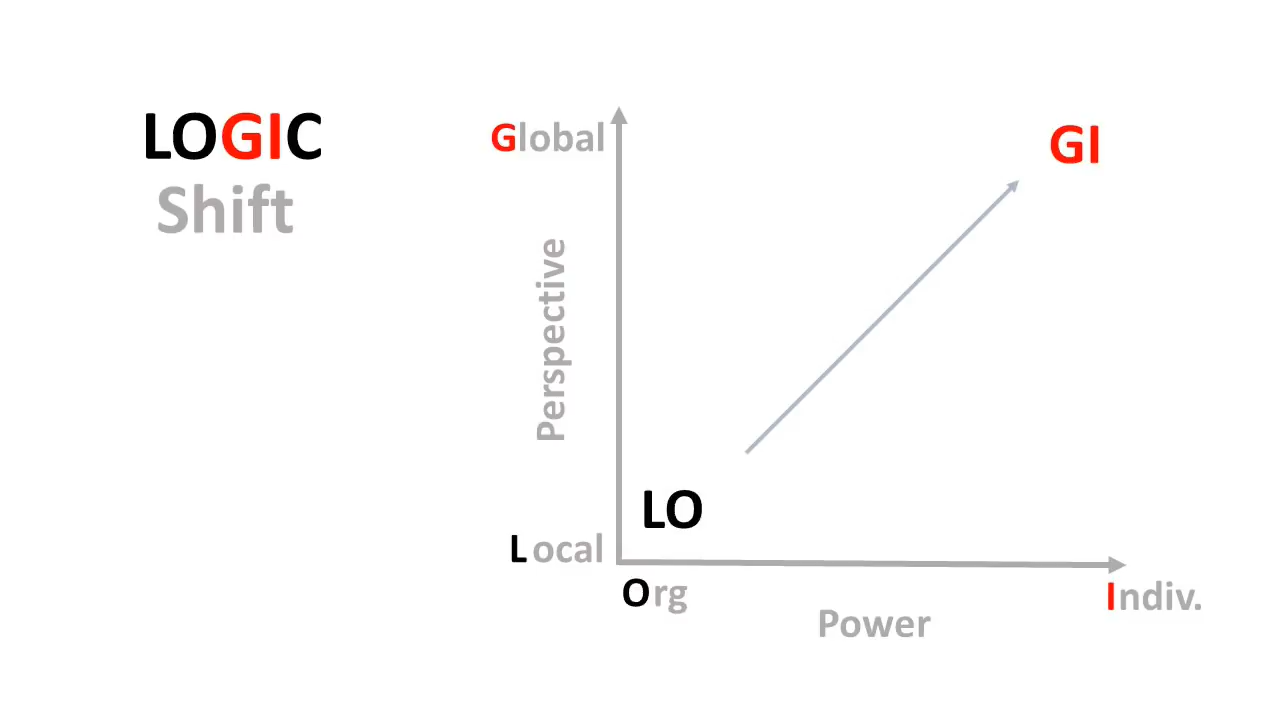 LOGIC
Shift
Global
GI
Perspective
LO
Local
Org
Indiv.
Power